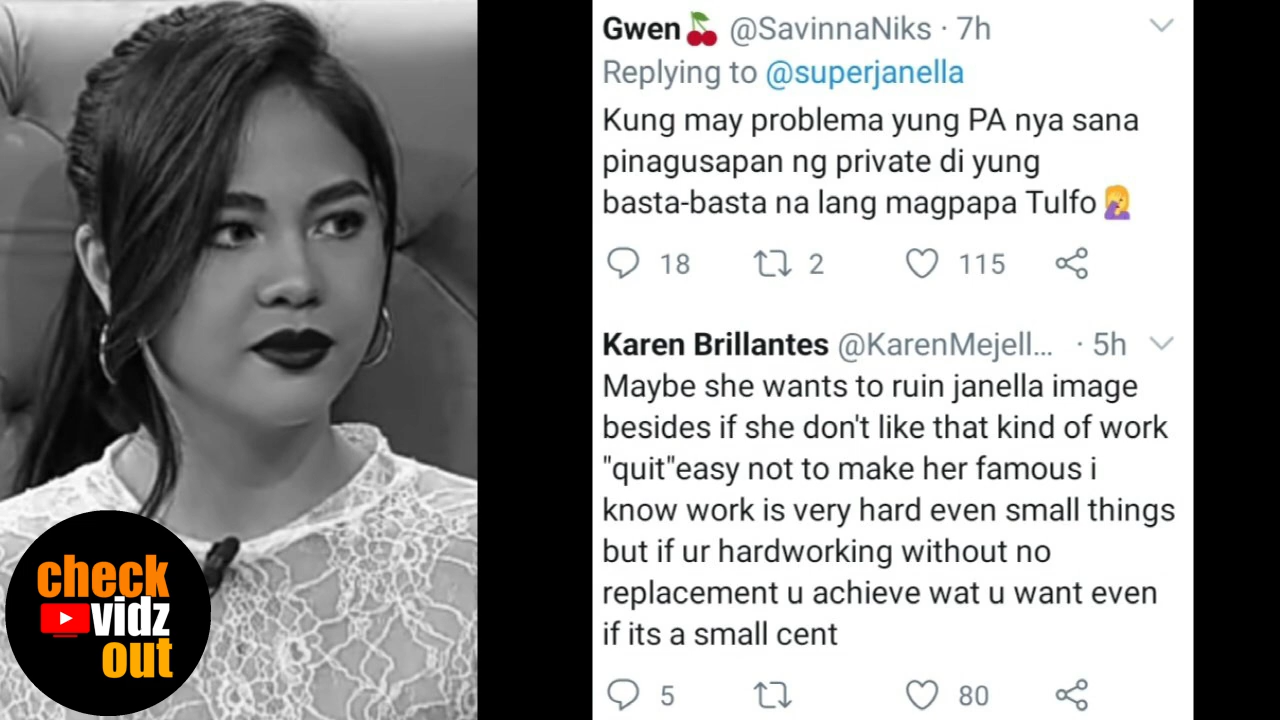 Gwen🍒 @SavinnaNiks · 7h
Replying to @superjanella
Kung may problema yung PA nya sana
pinagusapan ng private di yung
basta-basta na lang magpapa Tulfo🤦‍♀️
18 2 115
Karen Brillantes @KarenMejell... · 5h
Maybe she wants to ruin janella image
besides if she don't like that kind of work
"quit"easy not to make her famous i
know work is very hard even small things
but if ur hardworking without no
replacement u achieve wat u want even
if its a small cent
5 80
check
vidz
out